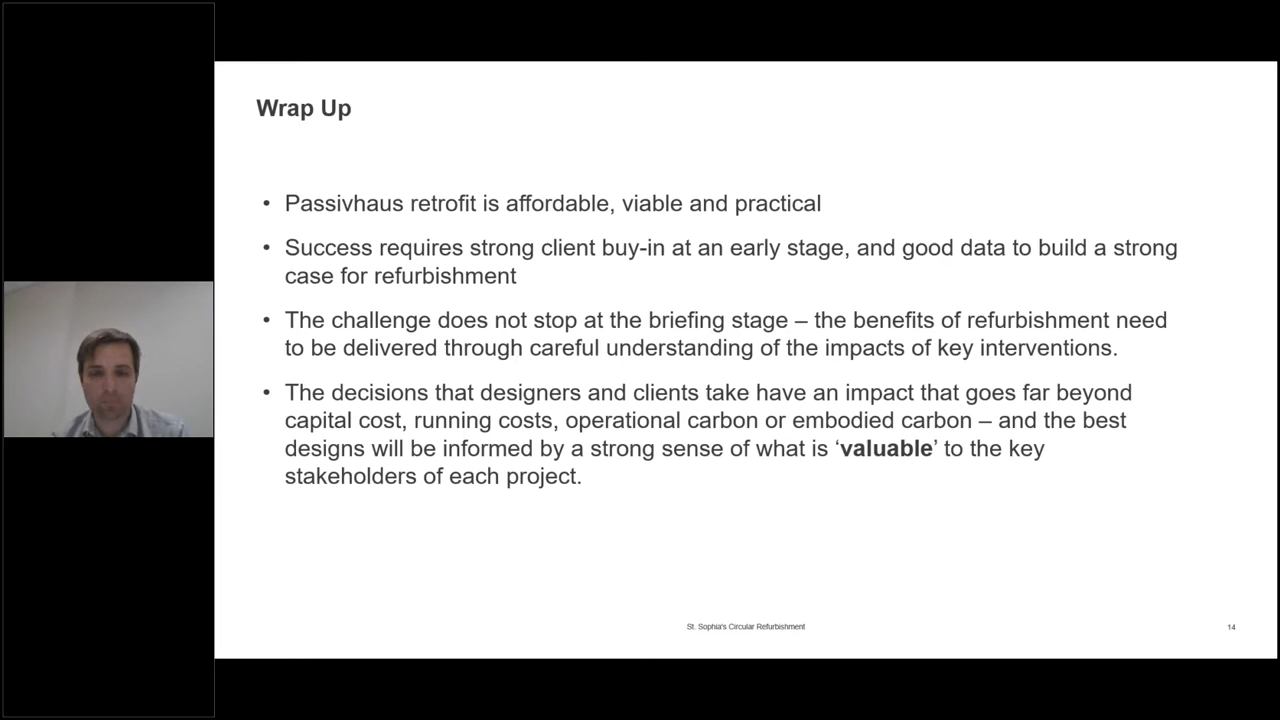 Wrap Up
• Passivhaus retrofit is affordable, viable and practical
• Success requires strong client buy-in at an early stage, and good data to build a strong
case for refurbishment
• The challenge does not stop at the briefing stage – the benefits of refurbishment need
to be delivered through careful understanding of the impacts of key interventions.
• The decisions that designers and clients take have an impact that goes far beyond
capital cost, running costs, operational carbon or embodied carbon – and the best
designs will be informed by a strong sense of what is ‘valuable’ to the key
stakeholders of each project.
St. Sophia's Circular Refurbishment
14